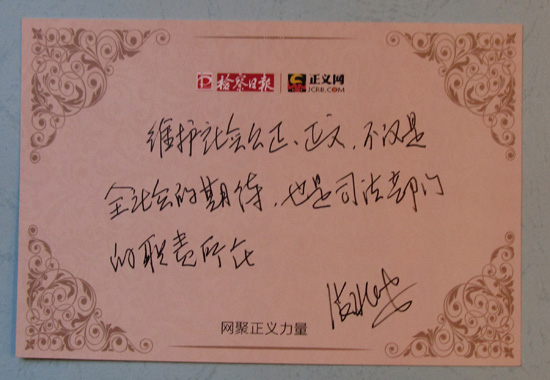 检察日报 正义网
JCRB.COM
维护社会公正、正义,不仅是
全社会的期待,也是司法部门
的职责所在
网聚正义力量